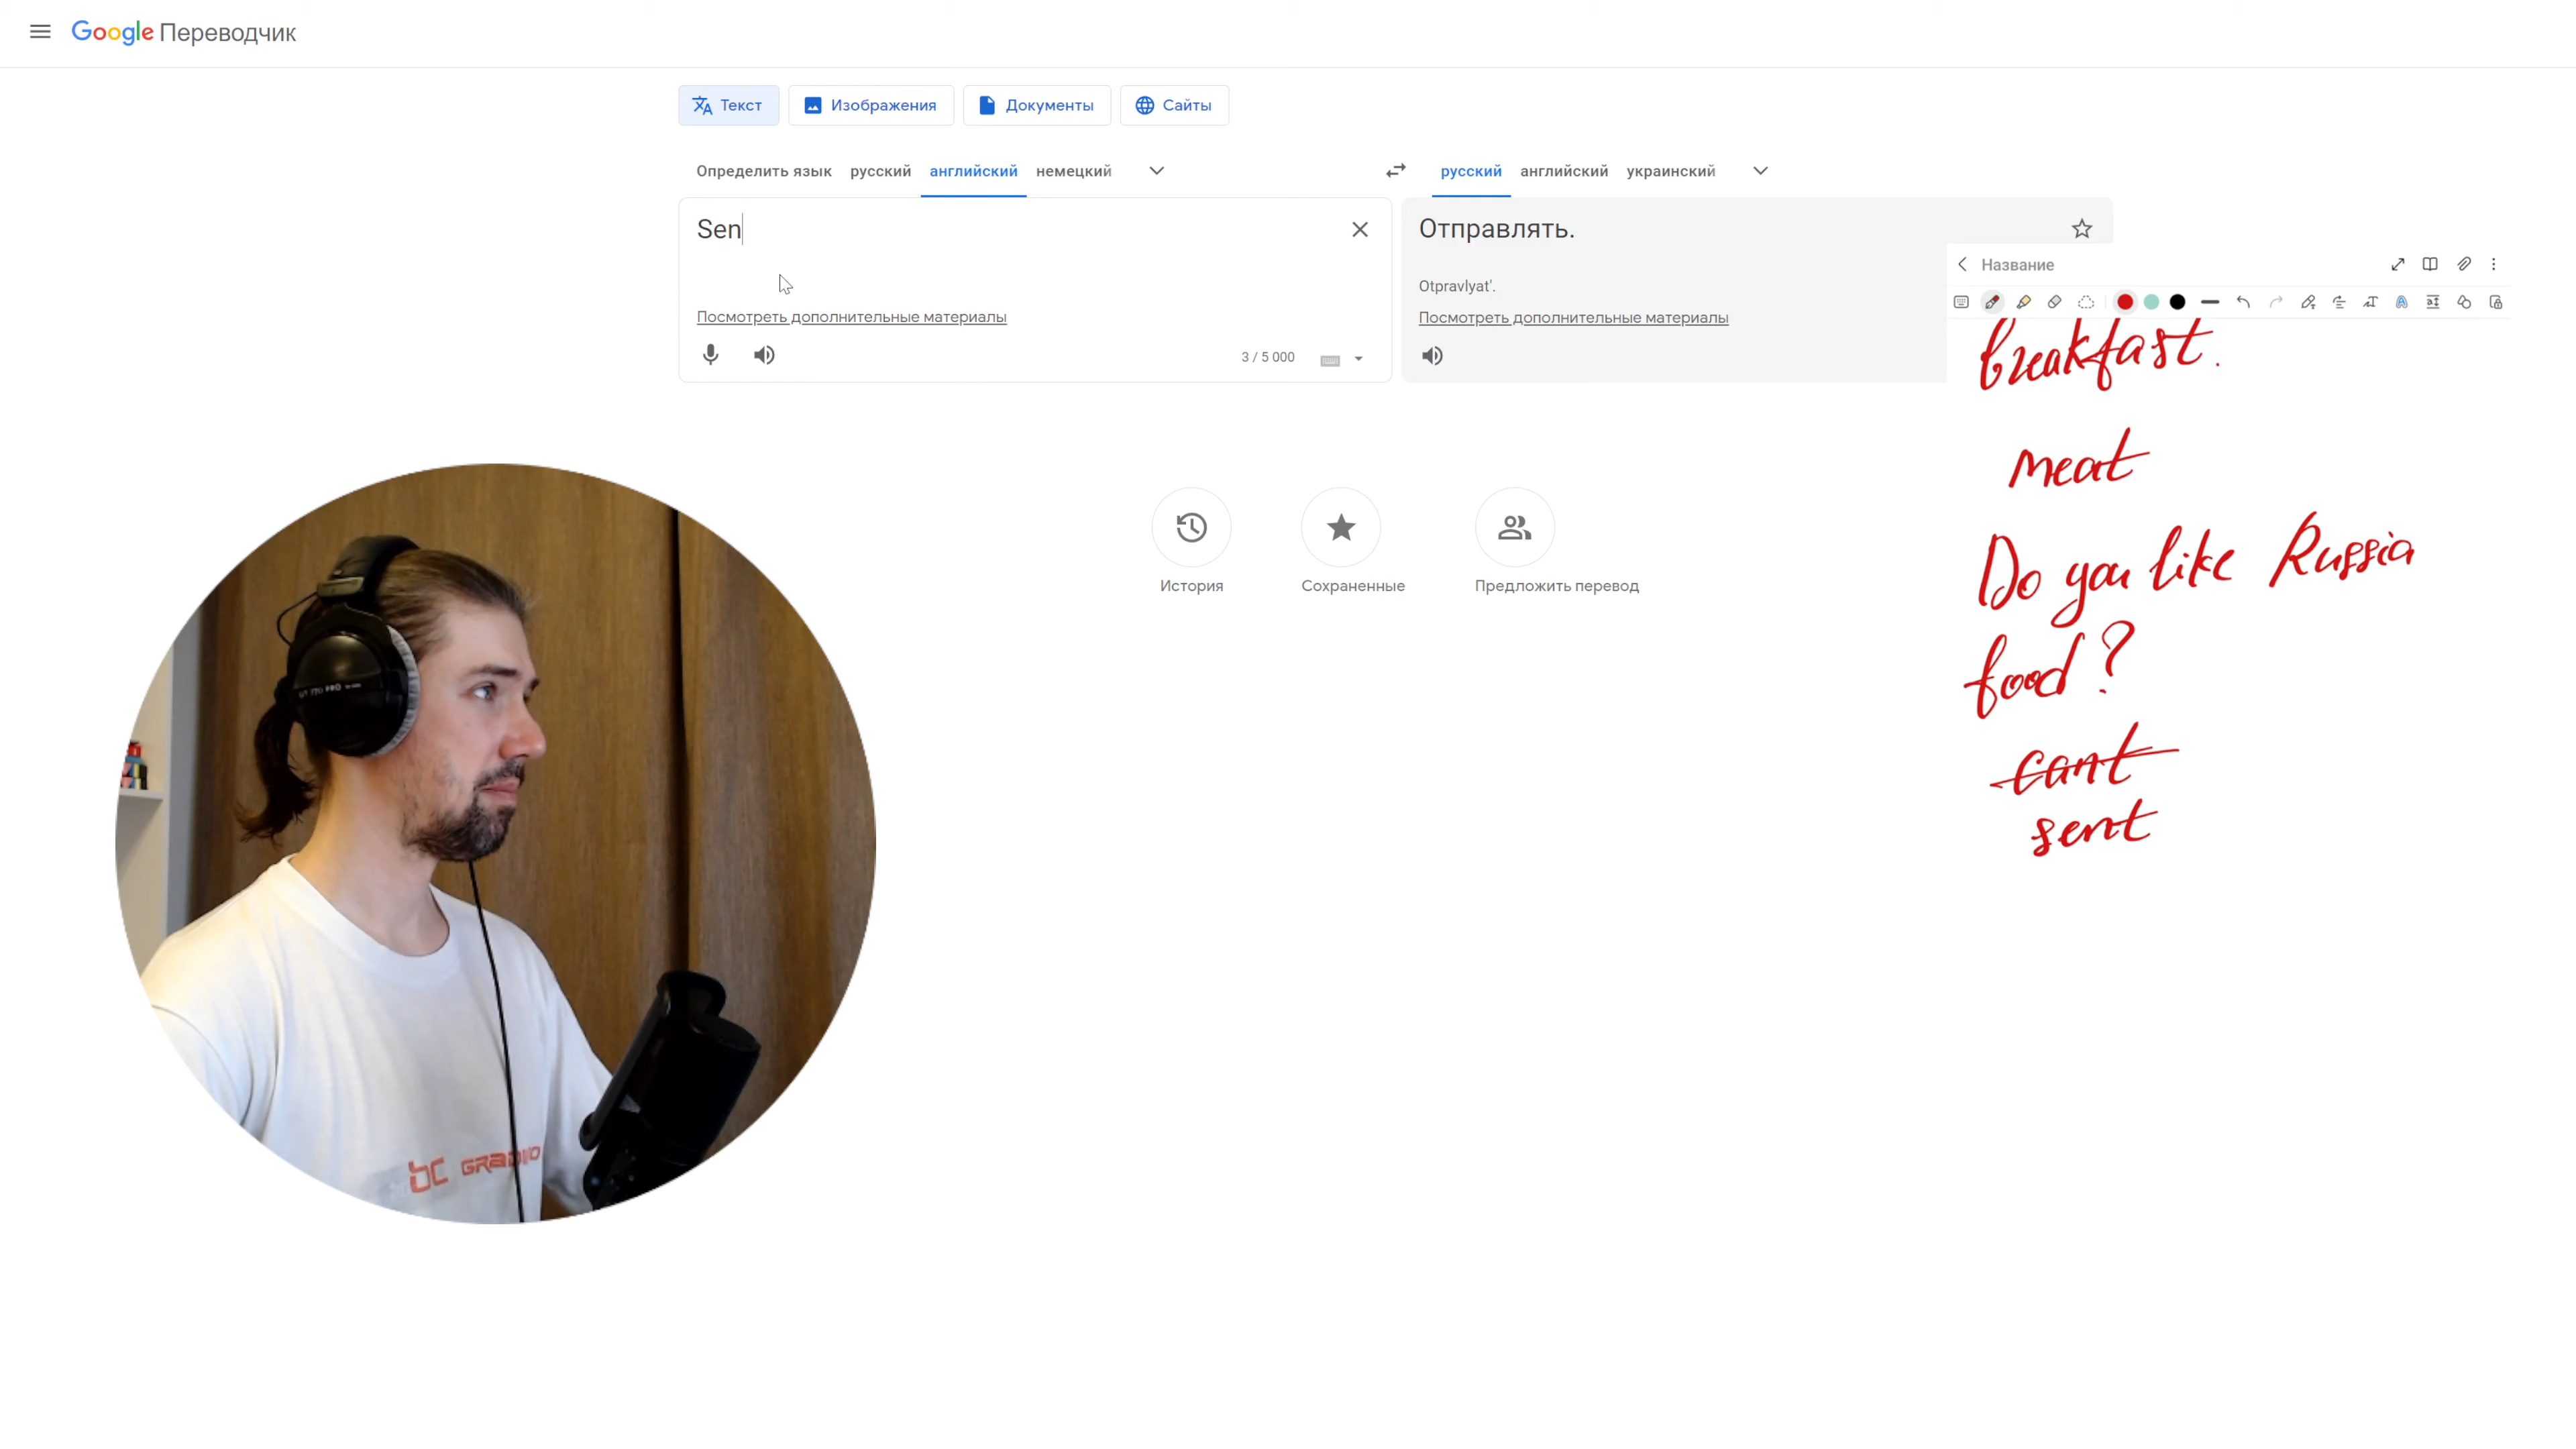 Google Переводчик
Текст
Изображения
Документы
Сайты
Определить язык
русский
английский
немецкий
русский
английский
украинский
Sen
Отправлять.
Otpravlyat'.
Посмотреть дополнительные материалы
Посмотреть дополнительные материалы
3 / 5 000
История
Сохраненные
Предложить перевод
Название
breakfast.
meat
Do you like Russia
food?
cant
sent